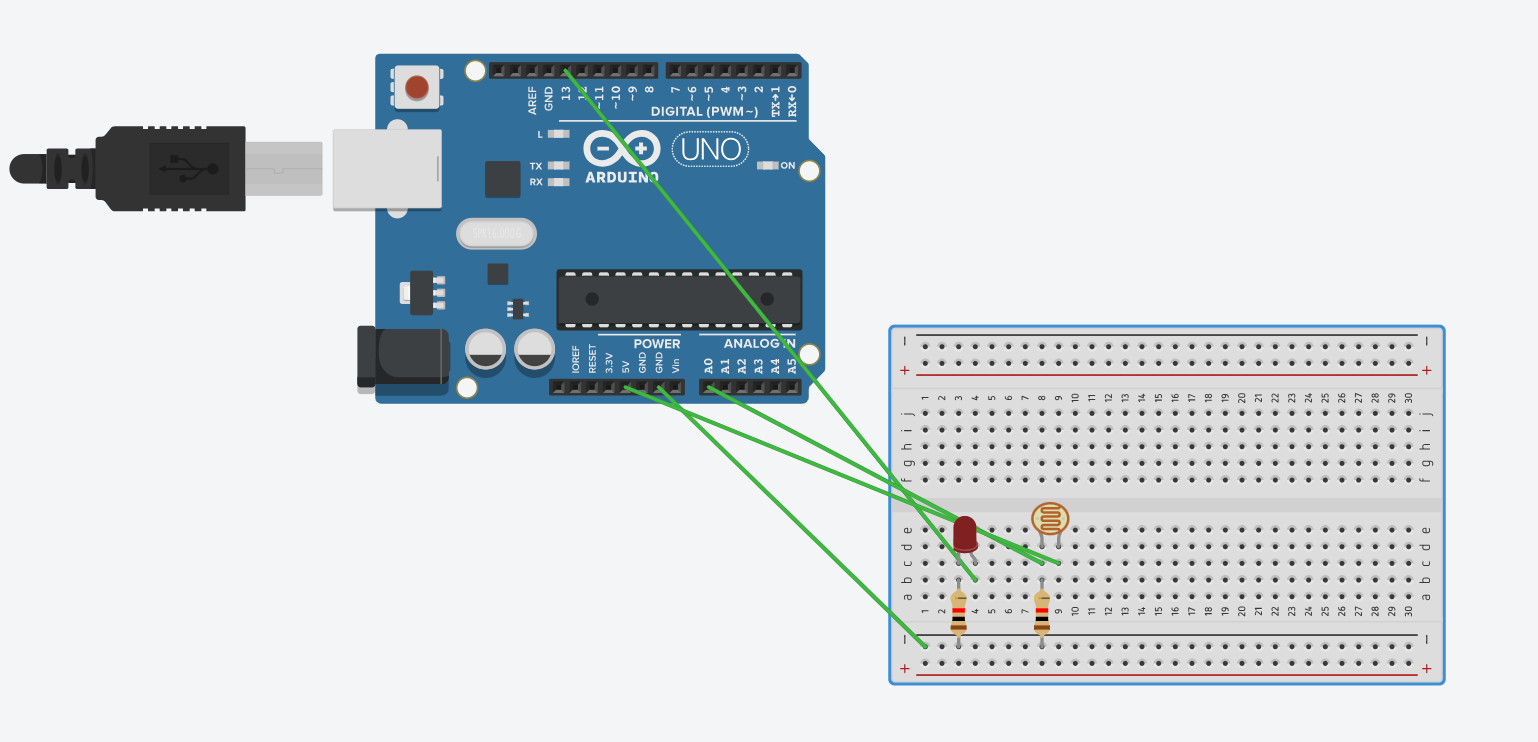 AREF
GND
13
12
~11
~10
~9
8
7
~6
~5
4
~3
2
TX→1
RX←0
DIGITAL (PWM~)
L
TX
RX
ARDUINO
UNO
ON
POWER
ANALOG IN
IOREF
RESET
3.3V
5V
GND
GND
Vin
A0
A1
A2
A3
A4
A5
− −
+ +
1 2 3 4 5 6 7 8 9 10 11 12 13 14 15 16 17 18 19 20 21 22 23 24 25 26 27 28 29 30
j j
i i
h h
g g
f f
e e
d d
c c
b b
a a
1 2 3 4 5 6 7 8 9 10 11 12 13 14 15 16 17 18 19 20 21 22 23 24 25 26 27 28 29 30
− −
+ +